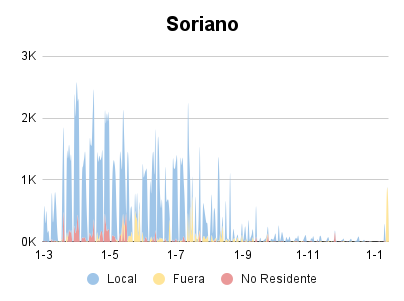 Soriano
3K
2K
1K
0K
1-3 1-5 1-7 1-9 1-11 1-1
Local Fuera No Residente